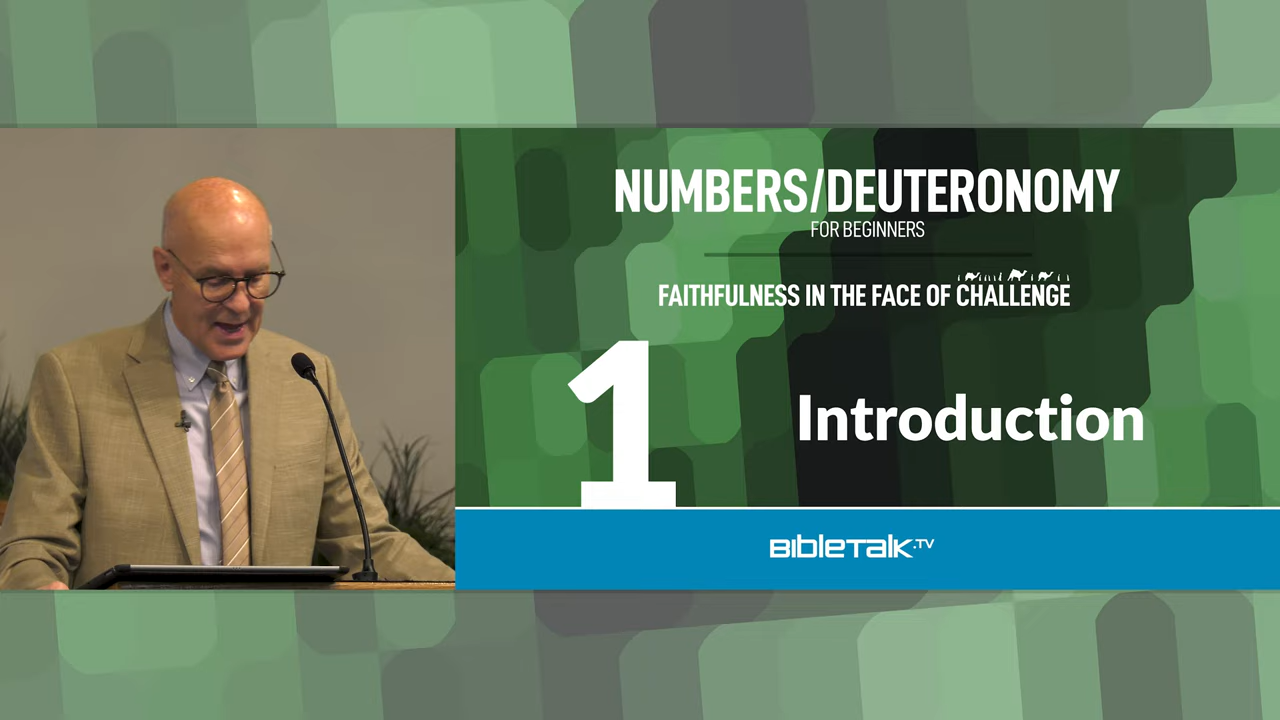 NUMBERS/DEUTERONOMY
FOR BEGINNERS
FAITHFULNESS IN THE FACE OF CHALLENGE
1
Introduction
BIBLETALK.TV